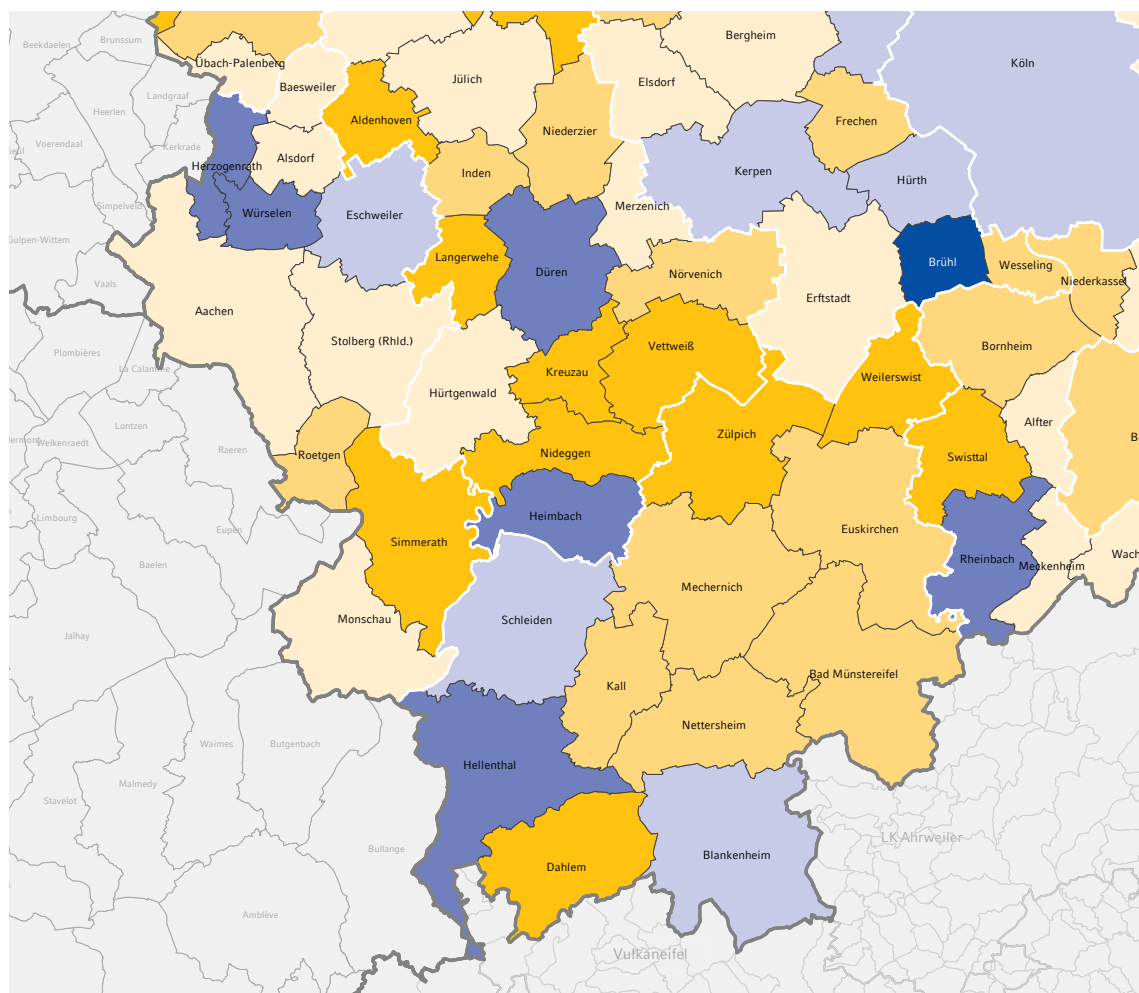 Bergheim
Brunssum
Beekdaelen
Übach-Palenberg
Köln
Jülich
Elsdorf
Baesweiler
Landgraaf
Heerlen
Aldenhoven
Frechen
Niederzier
Voerendaal
Kerkrade
Alsdorf
Herzogenrath
Inden
Kerpen
Hürth
Simpelveld
Würselen
Eschweiler
Merzenich
Gulpen-Wittem
Langerwehe
Brühl
Wesseling
Düren
Nörvenich
Niederkassel
Vaals
Erftstadt
Aachen
Stolberg (Rhld.)
Vettweiß
Bornheim
Plombières
La Calamine
Kreuzau
Weilerswist
Hürtgenwald
Lontzen
Alfter
Zülpich
Welkenraedt
Raeren
Roetgen
Nideggen
Swisttal
Limbourg
Heimbach
Eupen
Euskirchen
Simmerath
Baelen
Rheinbach
Meckenheim
Wach
Mechernich
Monschau
Schleiden
Jalhay
Bad Münstereifel
Kall
Nettersheim
Waimes
Butgenbach
Hellenthal
Malmedy
Stavelot
LK Ahrweiler
Bullange
Blankenheim
Dahlem
Amblève
Vulkaneifel